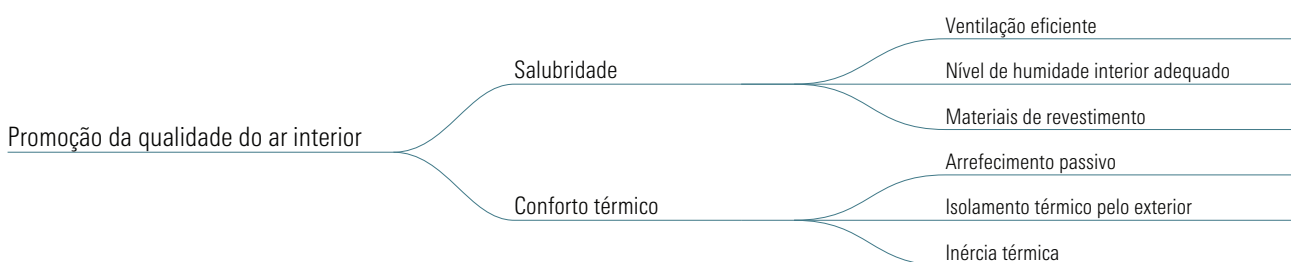 Promoção da qualidade do ar interior
Salubridade
Ventilação eficiente
Nível de humidade interior adequado
Materiais de revestimento
Conforto térmico
Arrefecimento passivo
Isolamento térmico pelo exterior
Inércia térmica